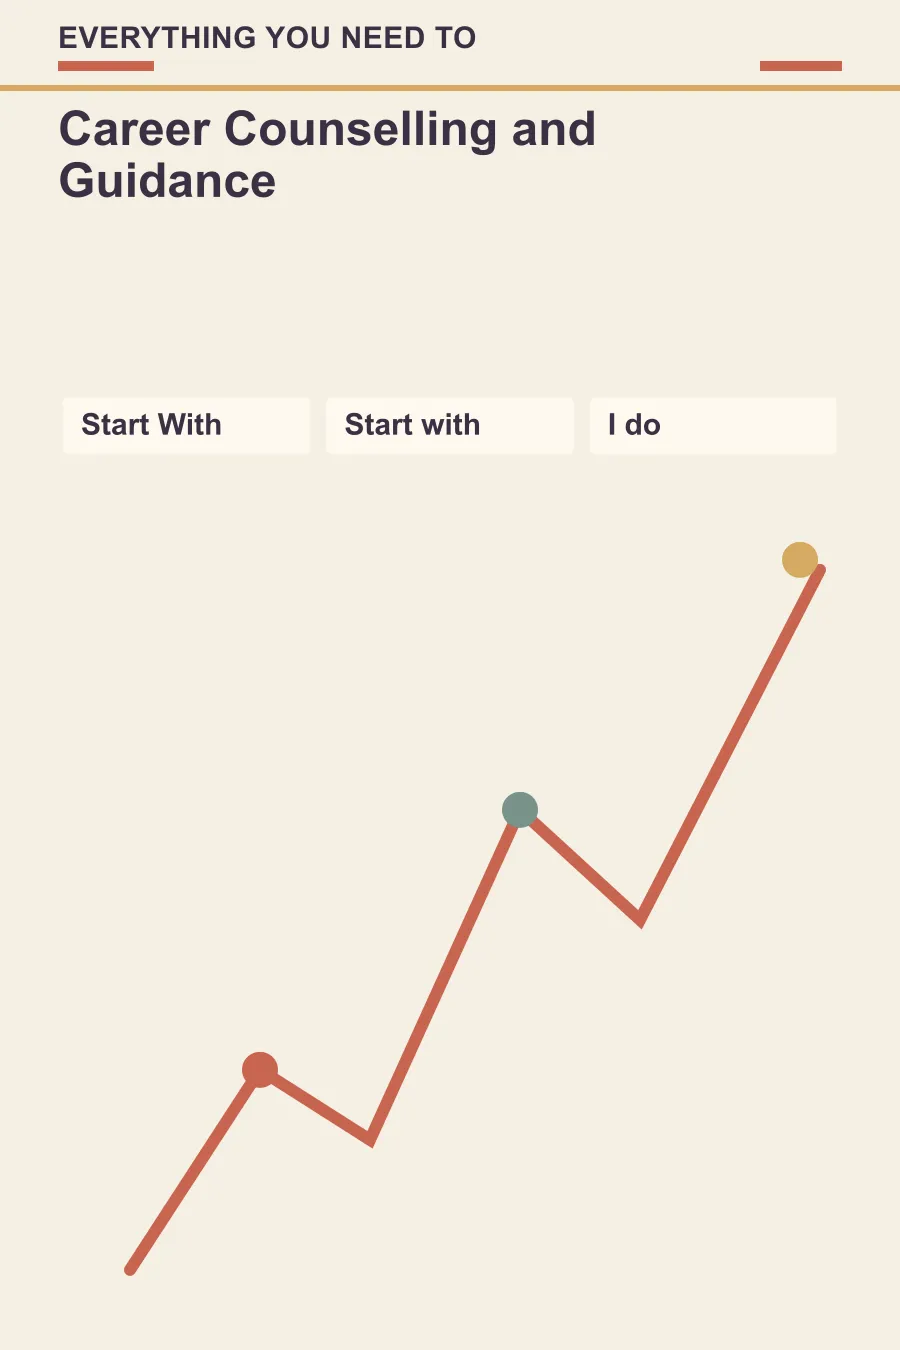 EVERYTHING YOU NEED TO
Career Counselling and
Guidance
Start With
Start with
I do